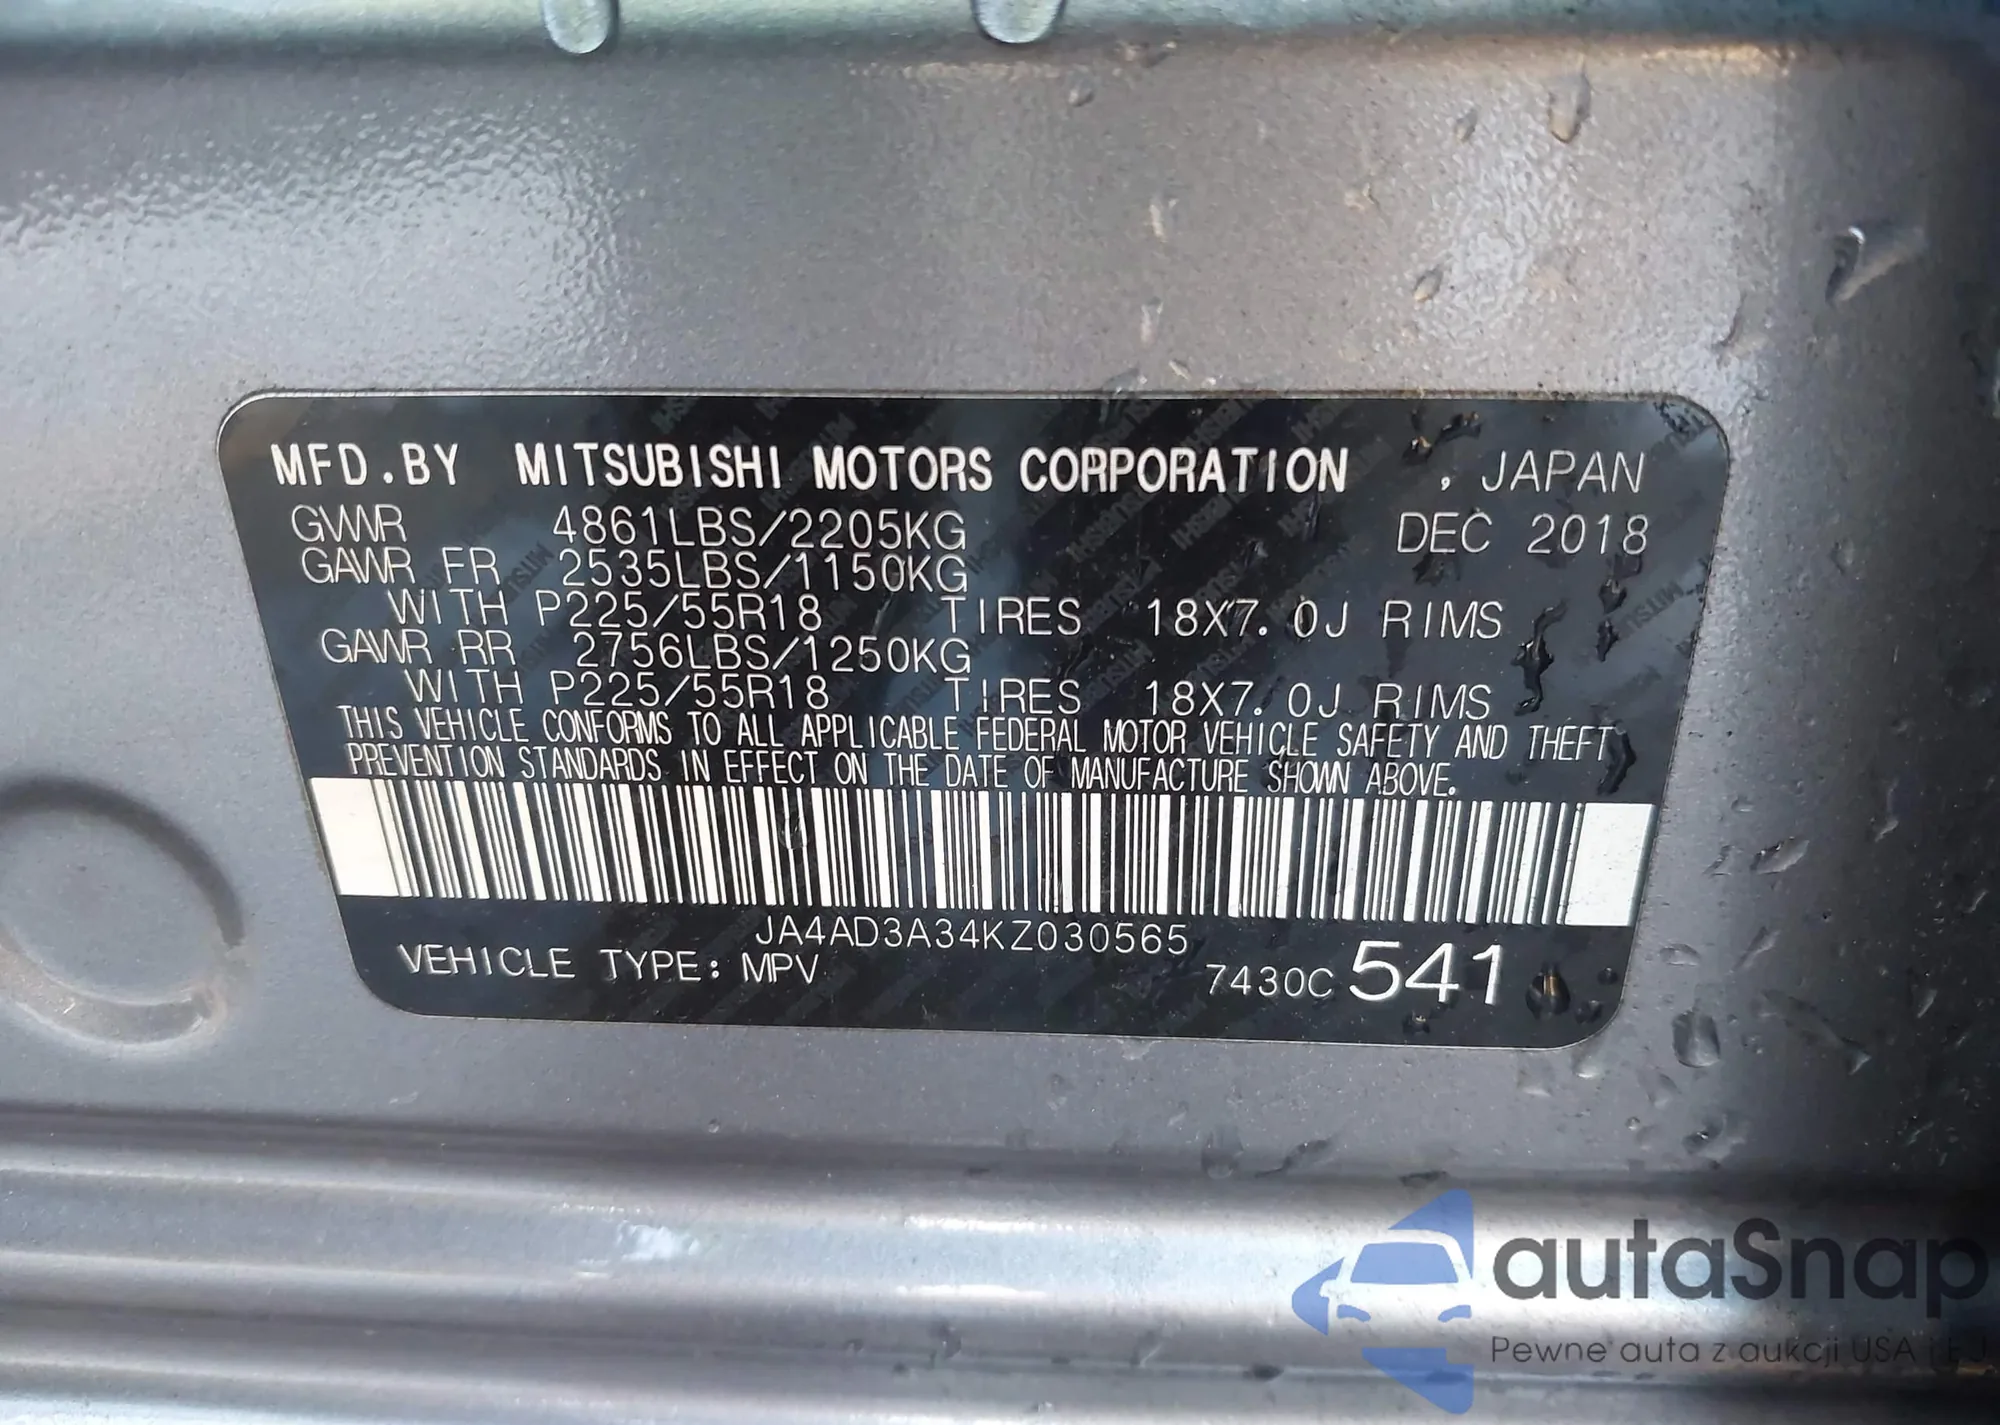 MFD.BY MITSUBISHI MOTORS CORPORATION , JAPAN
GVWR 4861LBS/2205KG DEC 2018
GAWR FR 2535LBS/1150KG
WITH P225/55R18 TIRES 18X7.0J RIMS
GAWR RR 2756LBS/1250KG
WITH P225/55R18 TIRES 18X7.0J RIMS
THIS VEHICLE CONFORMS TO ALL APPLICABLE FEDERAL MOTOR VEHICLE SAFETY AND THEFT
PREVENTION STANDARDS IN EFFECT ON THE DATE OF MANUFACTURE SHOWN ABOVE.
JA4AD3A34KZ030565
VEHICLE TYPE: MPV 7430C 541
autaSnap
Pewne auta z aukcji USA i EU